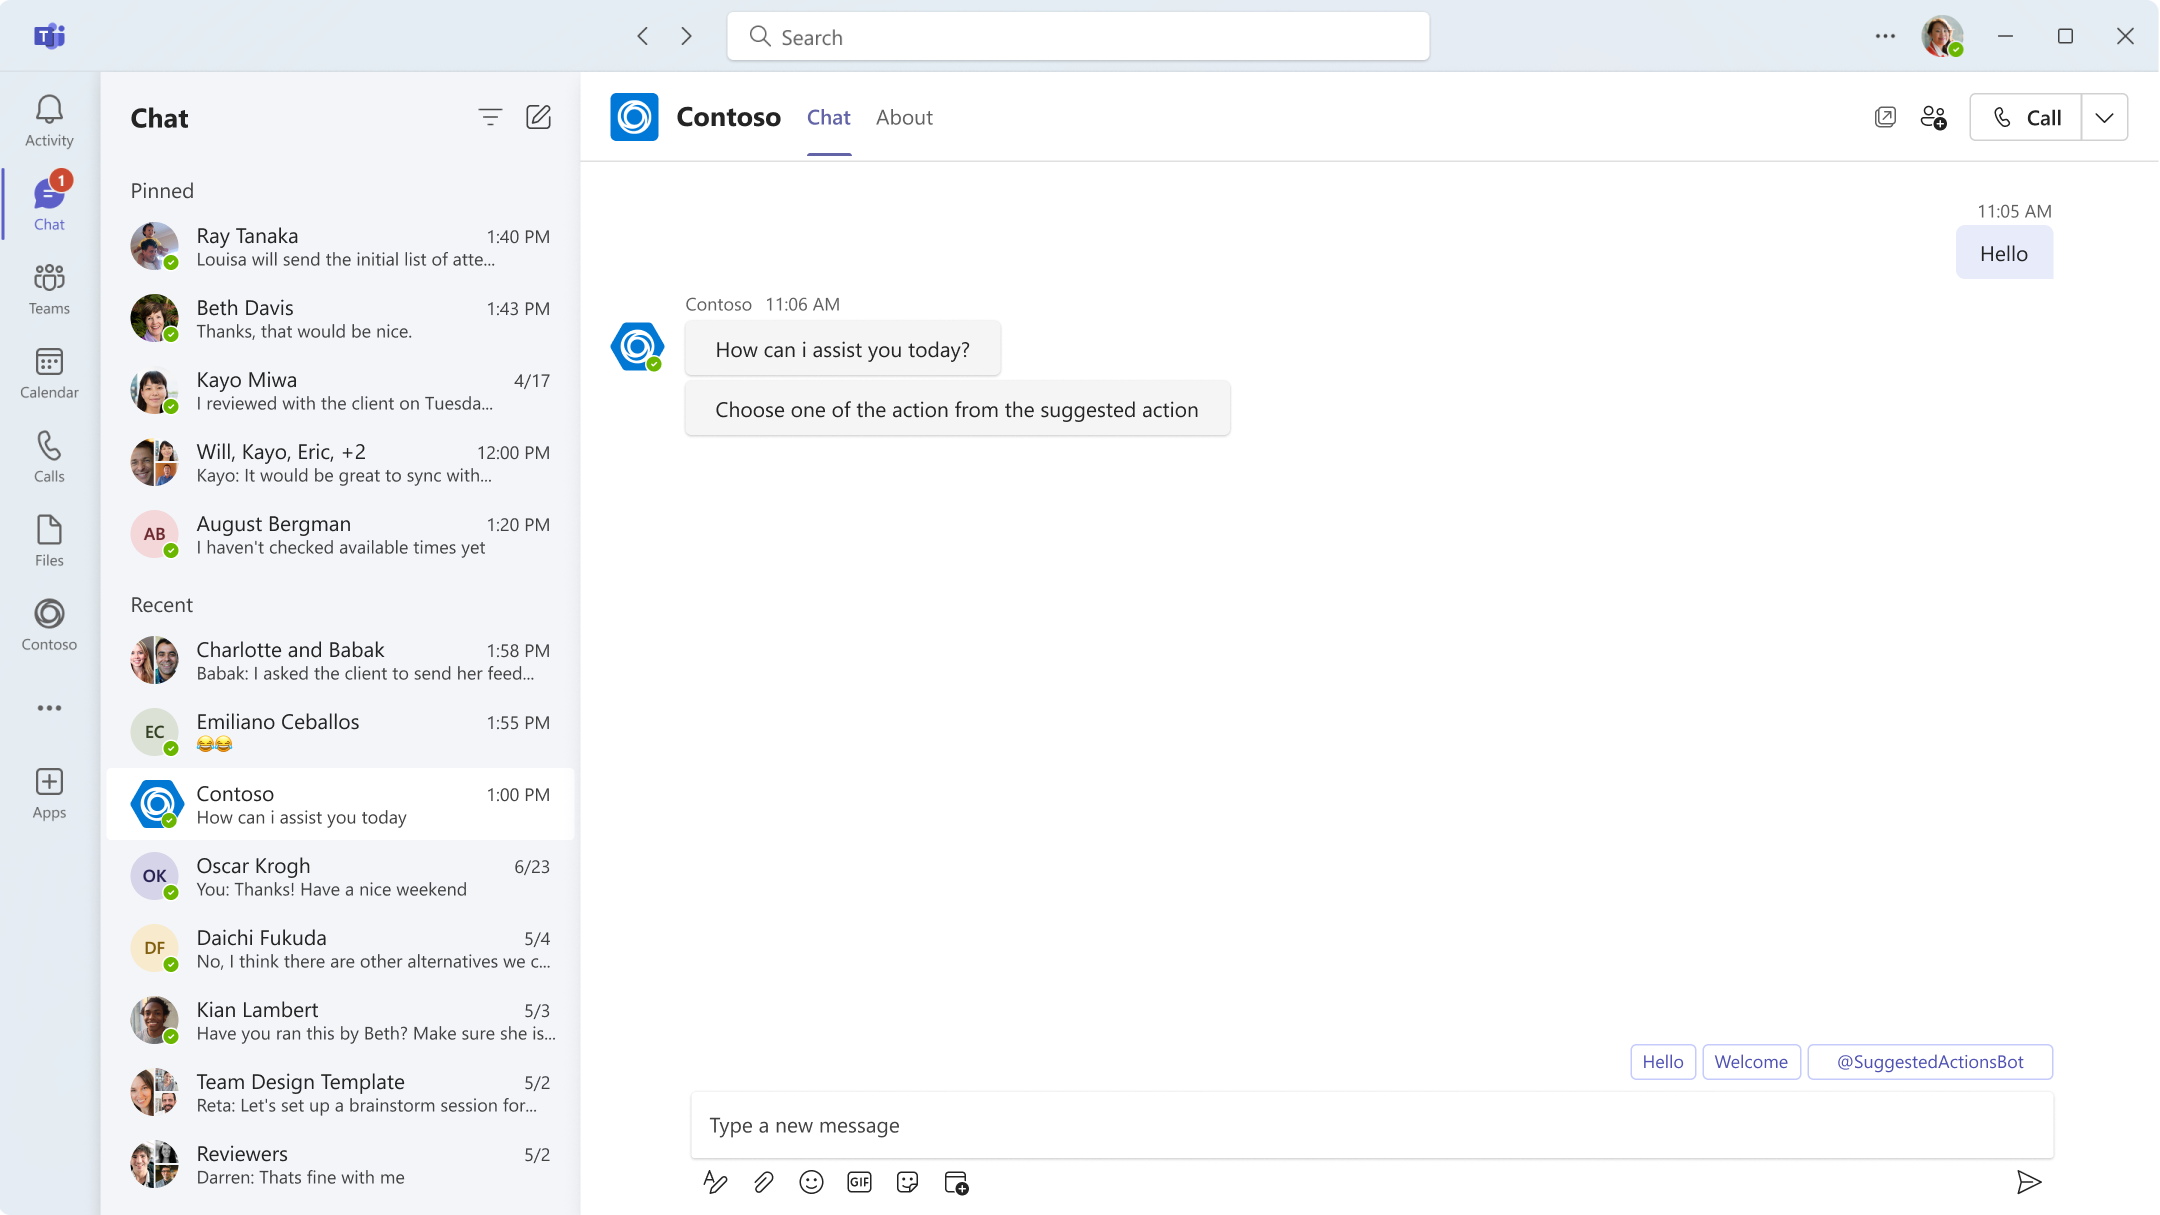 Search
Activity
1
Chat
Teams
Calendar
Calls
Files
Contoso
Apps
Chat
Pinned
Ray Tanaka 1:40 PM
Louisa will send the initial list of atte...
Beth Davis 1:43 PM
Thanks, that would be nice.
Kayo Miwa 4/17
I reviewed with the client on Tuesda...
Will, Kayo, Eric, +2 12:00 PM
Kayo: It would be great to sync with...
AB
August Bergman 1:20 PM
I haven't checked available times yet
Recent
Charlotte and Babak 1:58 PM
Babak: I asked the client to send her feed...
EC
Emiliano Ceballos 1:55 PM
😂😂
Contoso 1:00 PM
How can i assist you today
OK
Oscar Krogh 6/23
You: Thanks! Have a nice weekend
DF
Daichi Fukuda 5/4
No, I think there are other alternatives we c...
Kian Lambert 5/3
Have you ran this by Beth? Make sure she is...
Team Design Template 5/2
Reta: Let's set up a brainstorm session for...
Reviewers 5/2
Darren: Thats fine with me
Contoso Chat About Call
11:05 AM
Hello
Contoso 11:06 AM
How can i assist you today?
Choose one of the action from the suggested action
Hello Welcome @SuggestedActionsBot
Type a new message
GIF